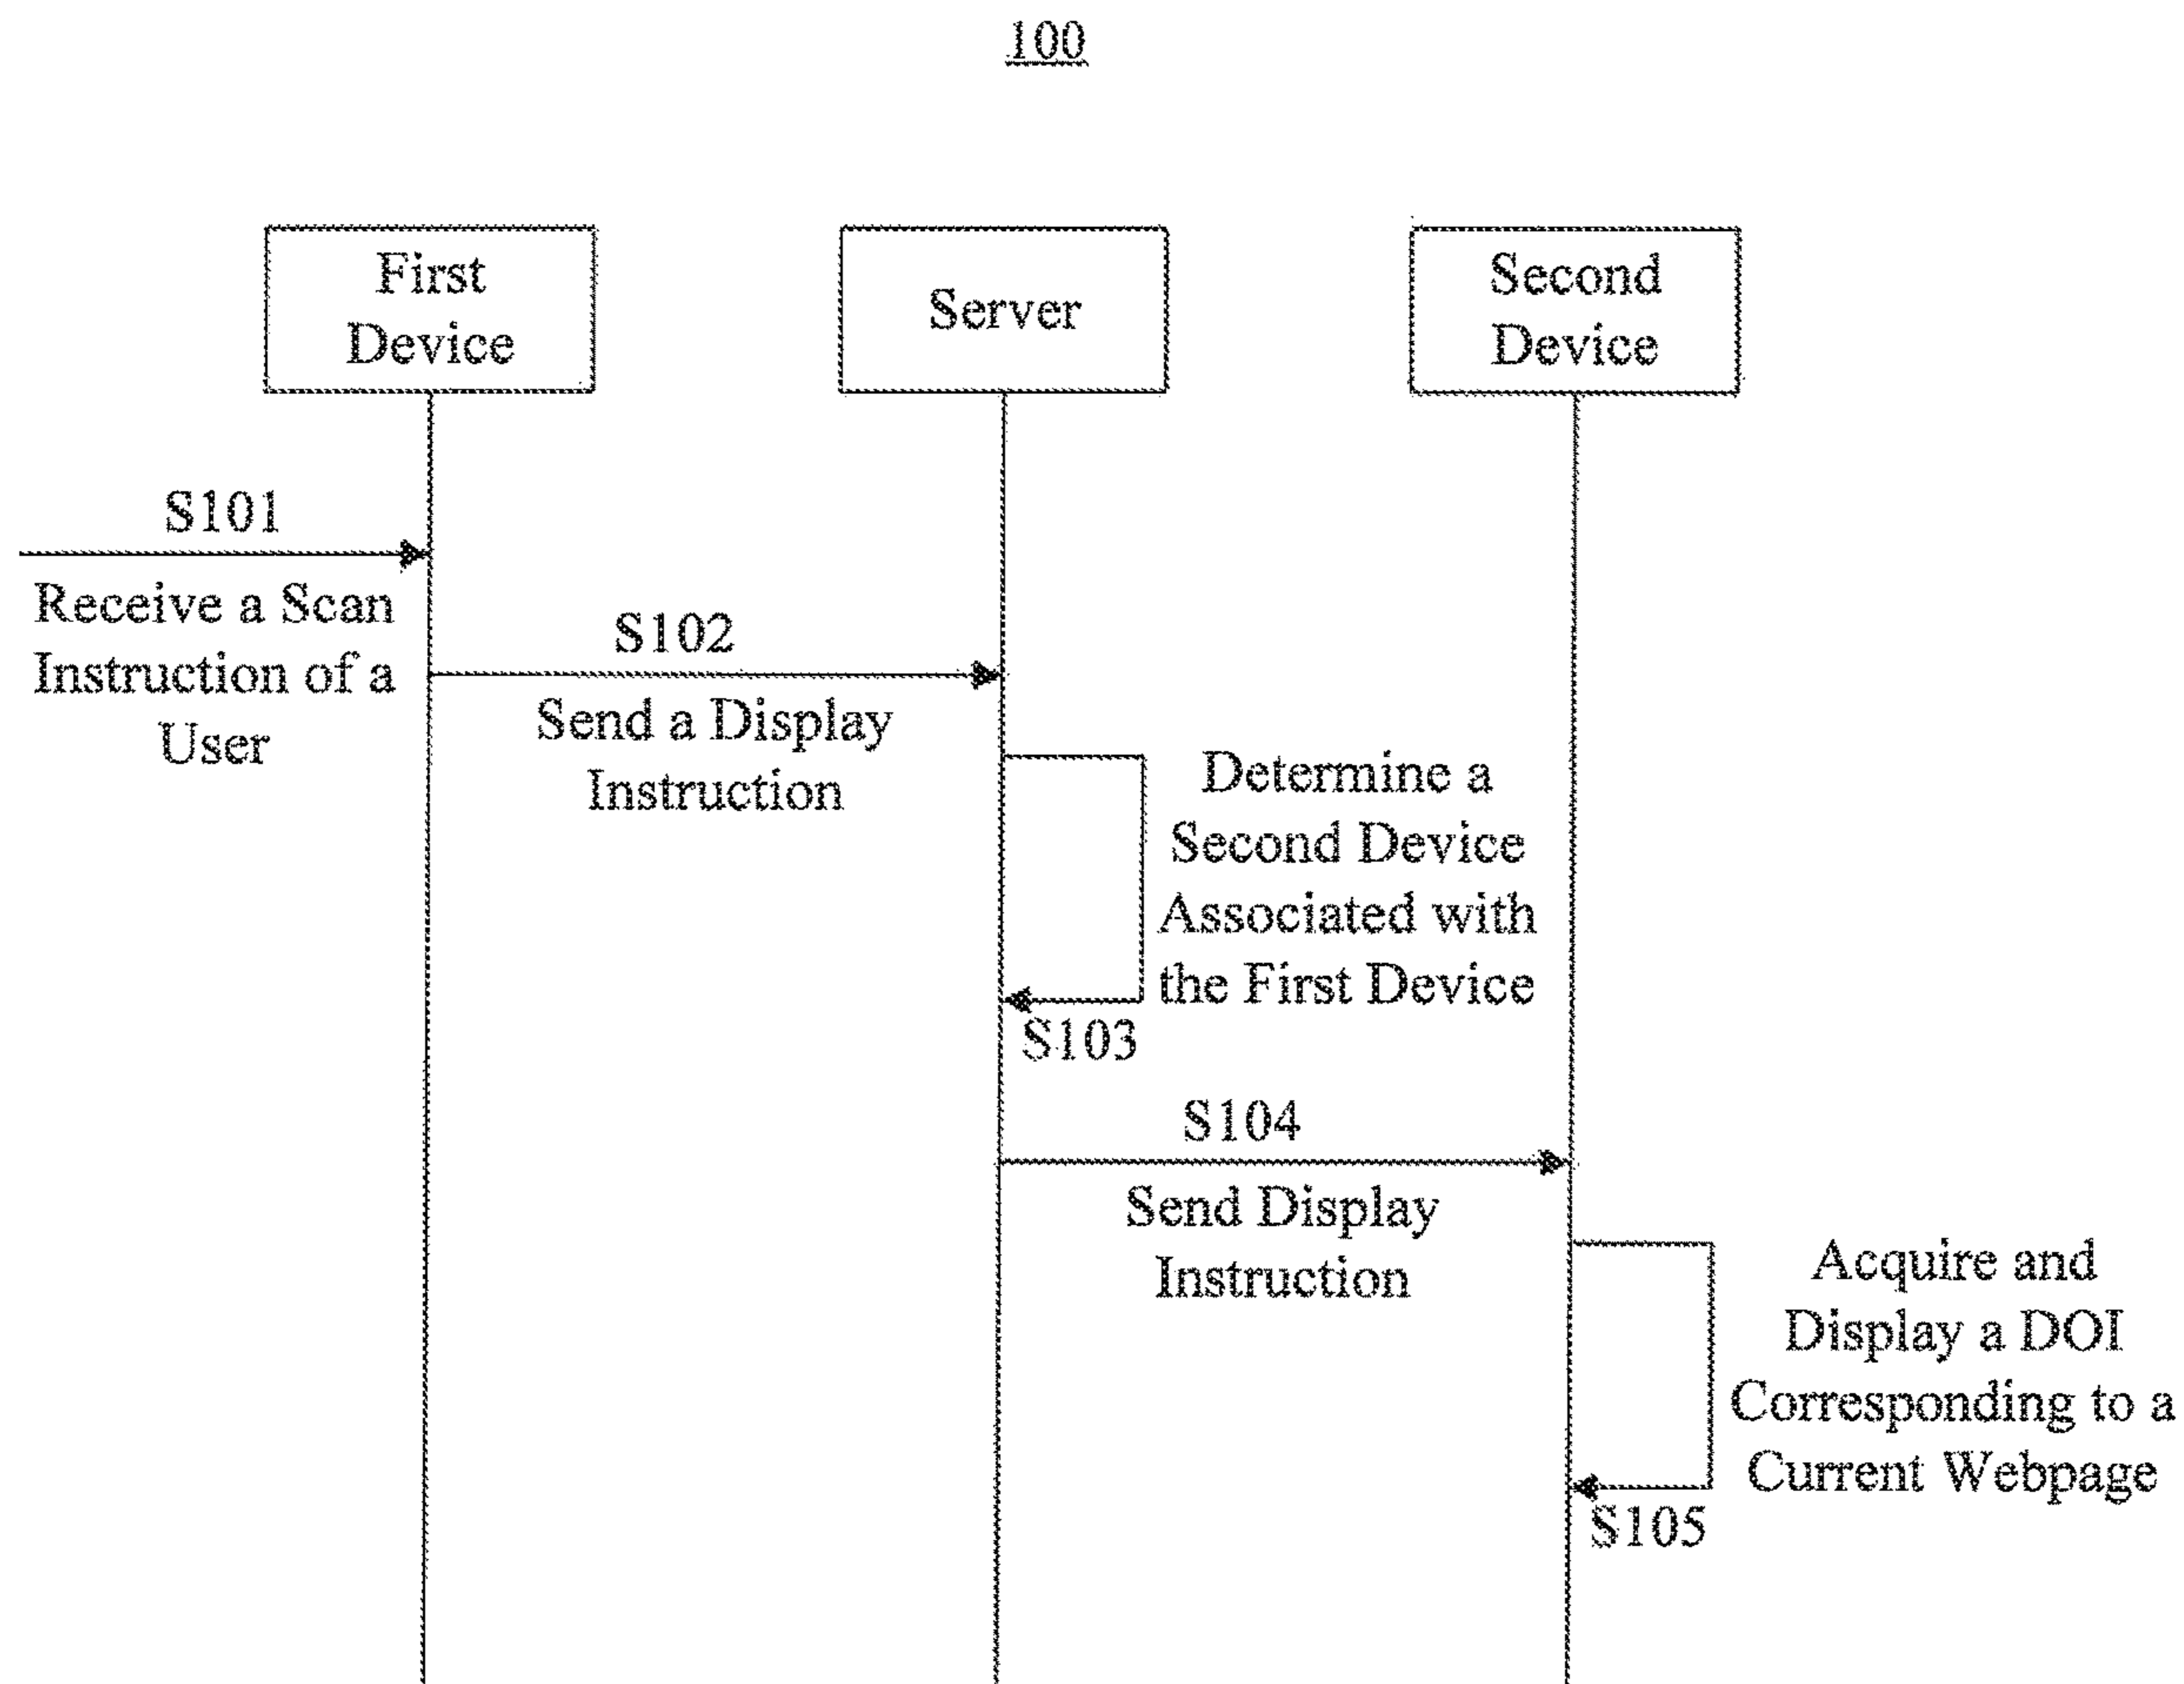 100
First
Device
Server
Second
Device
S101
Receive a Scan
Instruction of a
User
S102
Send a Display
Instruction
Determine a
Second Device
Associated with
the First Device
S103
S104
Send Display
Instruction
Acquire and
Display a DOI
Corresponding to a
Current Webpage
S105